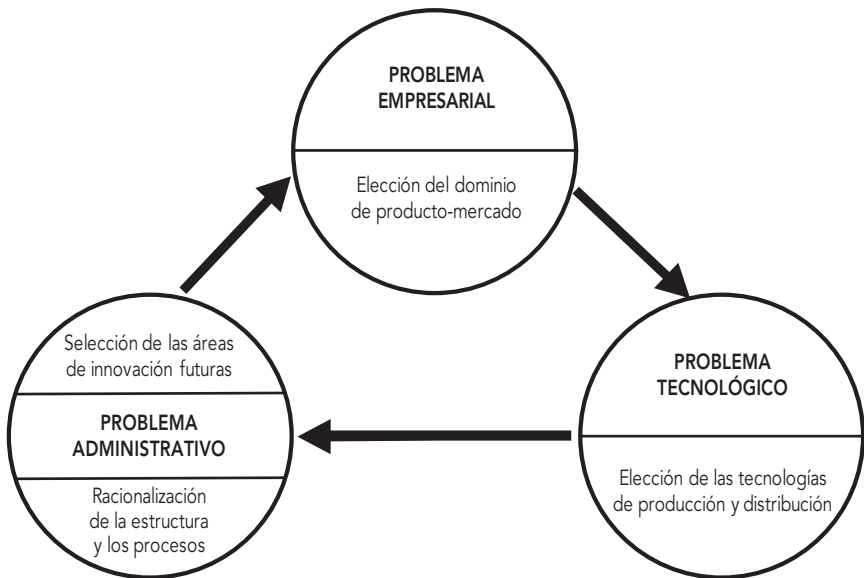 PROBLEMA
EMPRESARIAL
Elección del dominio
de producto-mercado
Selección de las áreas
de innovación futuras
PROBLEMA
ADMINISTRATIVO
Racionalización
de la estructura
y los procesos
PROBLEMA
TECNOLÓGICO
Elección de las tecnologías
de producción y distribución